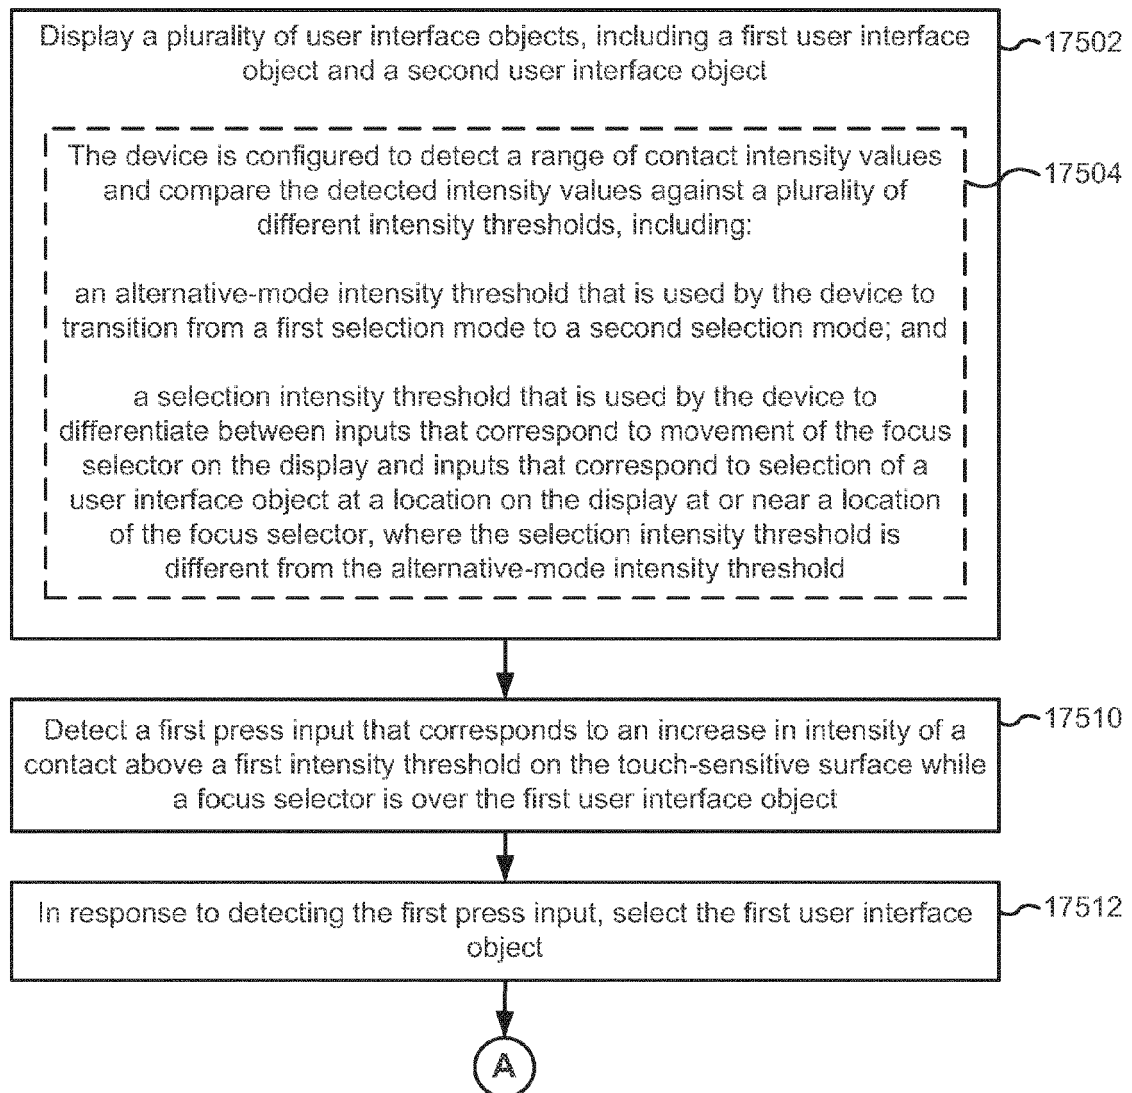 Display a plurality of user interface objects, including a first user interface
object and a second user interface object
17502
The device is configured to detect a range of contact intensity values
and compare the detected intensity values against a plurality of
different intensity thresholds, including:
17504
an alternative-mode intensity threshold that is used by the device to
transition from a first selection mode to a second selection mode; and
a selection intensity threshold that is used by the device to
differentiate between inputs that correspond to movement of the focus
selector on the display and inputs that correspond to selection of a
user interface object at a location on the display at or near a location
of the focus selector, where the selection intensity threshold is
different from the alternative-mode intensity threshold
Detect a first press input that corresponds to an increase in intensity of a
contact above a first intensity threshold on the touch-sensitive surface while
a focus selector is over the first user interface object
17510
In response to detecting the first press input, select the first user interface
object
17512
A